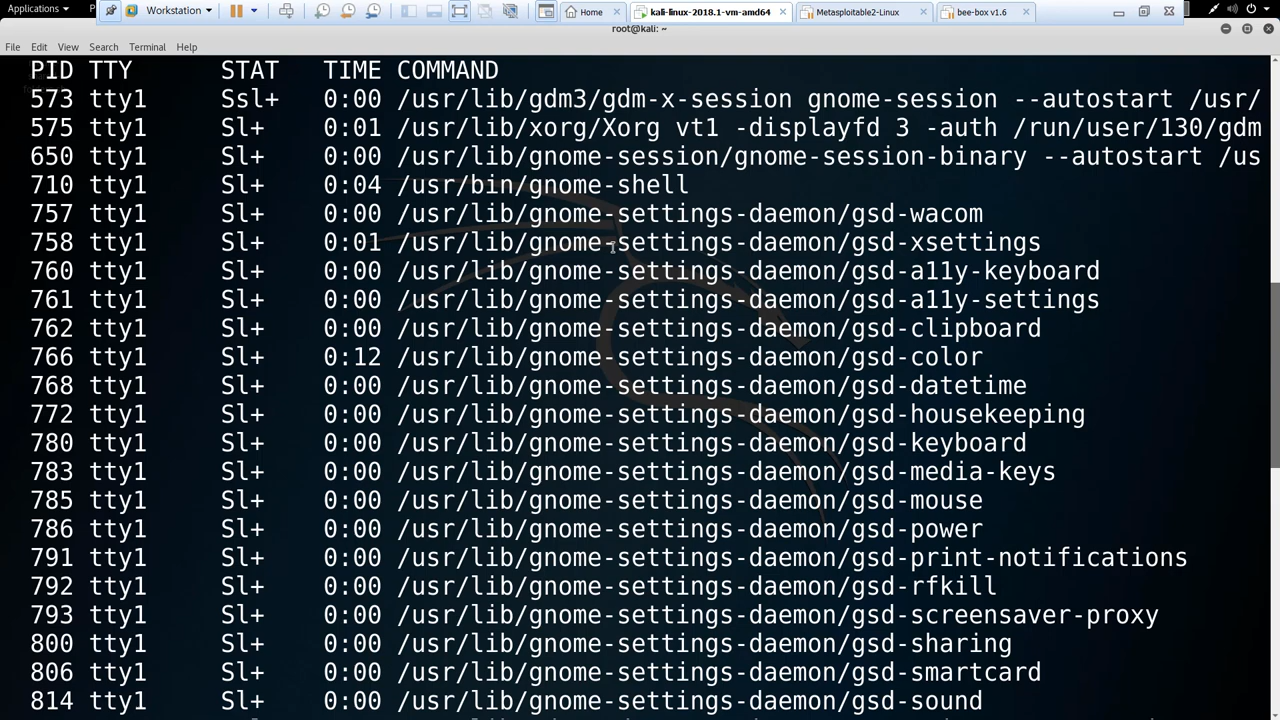 Applications
Workstation
Home
kali-linux-2018.1-vm-amd64
Metasploitable2-Linux
bee-box v1.6
root@kali: ~
File Edit View Search Terminal Help
PID TTY STAT TIME COMMAND
573 tty1 Ssl+ 0:00 /usr/lib/gdm3/gdm-x-session gnome-session --autostart /usr/
575 tty1 Sl+ 0:01 /usr/lib/xorg/Xorg vt1 -displayfd 3 -auth /run/user/130/gdm
650 tty1 Sl+ 0:00 /usr/lib/gnome-session/gnome-session-binary --autostart /us
710 tty1 Sl+ 0:04 /usr/bin/gnome-shell
757 tty1 Sl+ 0:00 /usr/lib/gnome-settings-daemon/gsd-wacom
758 tty1 Sl+ 0:01 /usr/lib/gnome-settings-daemon/gsd-xsettings
760 tty1 Sl+ 0:00 /usr/lib/gnome-settings-daemon/gsd-a11y-keyboard
761 tty1 Sl+ 0:00 /usr/lib/gnome-settings-daemon/gsd-a11y-settings
762 tty1 Sl+ 0:00 /usr/lib/gnome-settings-daemon/gsd-clipboard
766 tty1 Sl+ 0:12 /usr/lib/gnome-settings-daemon/gsd-color
768 tty1 Sl+ 0:00 /usr/lib/gnome-settings-daemon/gsd-datetime
772 tty1 Sl+ 0:00 /usr/lib/gnome-settings-daemon/gsd-housekeeping
780 tty1 Sl+ 0:00 /usr/lib/gnome-settings-daemon/gsd-keyboard
783 tty1 Sl+ 0:00 /usr/lib/gnome-settings-daemon/gsd-media-keys
785 tty1 Sl+ 0:00 /usr/lib/gnome-settings-daemon/gsd-mouse
786 tty1 Sl+ 0:00 /usr/lib/gnome-settings-daemon/gsd-power
791 tty1 Sl+ 0:00 /usr/lib/gnome-settings-daemon/gsd-print-notifications
792 tty1 Sl+ 0:00 /usr/lib/gnome-settings-daemon/gsd-rfkill
793 tty1 Sl+ 0:00 /usr/lib/gnome-settings-daemon/gsd-screensaver-proxy
800 tty1 Sl+ 0:00 /usr/lib/gnome-settings-daemon/gsd-sharing
806 tty1 Sl+ 0:00 /usr/lib/gnome-settings-daemon/gsd-smartcard
814 tty1 Sl+ 0:00 /usr/lib/gnome-settings-daemon/gsd-sound